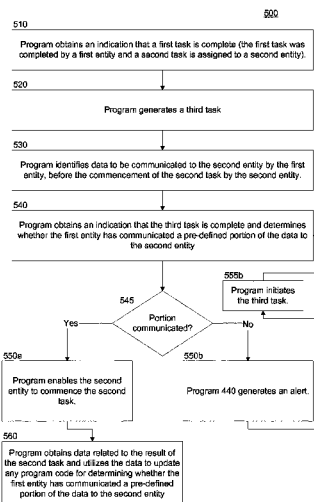 500
510
Program obtains an indication that a first task is complete (the first task was
completed by a first entity and a second task is assigned to a second entity).
520
Program generates a third task
530
Program identifies data to be communicated to the second entity by the first
entity, before the commencement of the second task by the second entity.
540
Program obtains an indication that the third task is complete and determines
whether the first entity has communicated a pre-defined portion of the data to
the second entity
555b
Program initiates
the third task.
545
Portion
communicated?
Yes
No
550a
Program enables the second
entity to commence the second
task.
550b
Program 440 generates an alert.
560
Program obtains data related to the result of
the second task and utilizes the data to update
any program code for determining whether the
first entity has communicated a pre-defined
portion of the data to the second entity